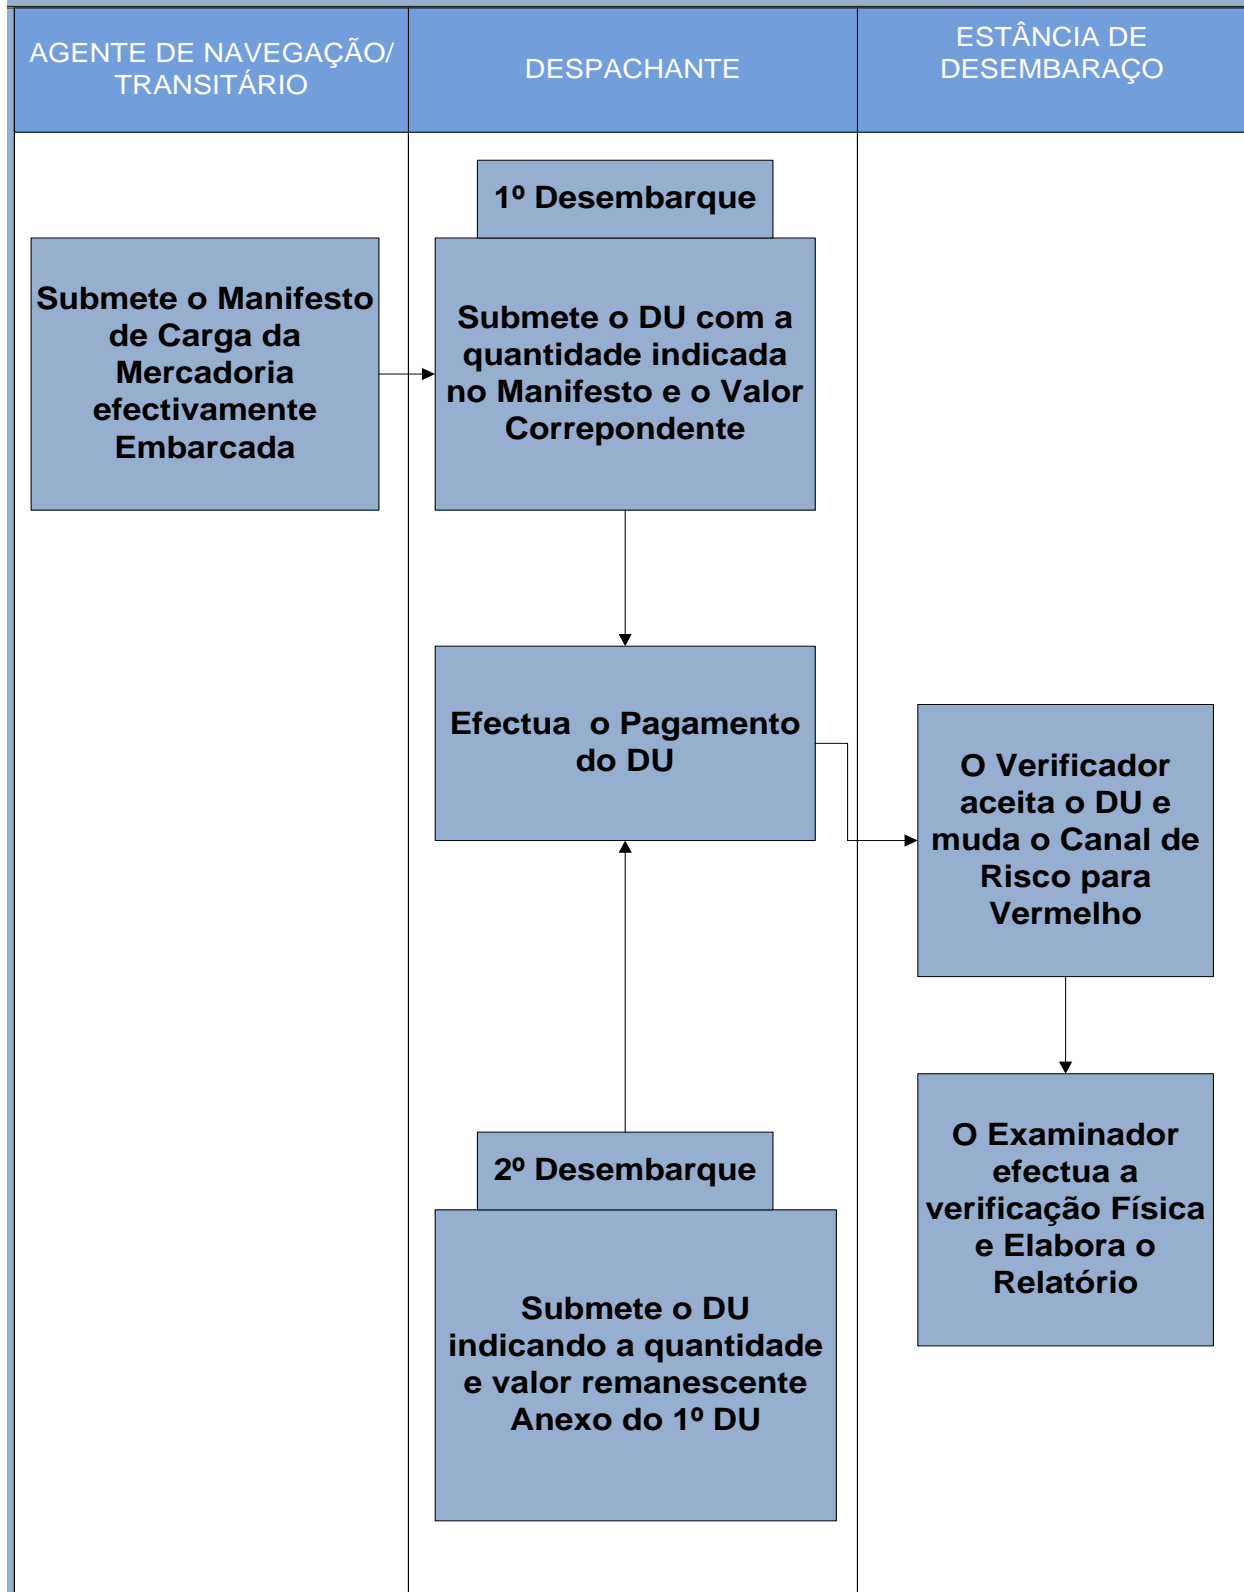 AGENTE DE NAVEGAÇÃO/
TRANSITÁRIO
DESPACHANTE
ESTÂNCIA DE
DESEMBARAÇO
1º Desembarque
Submete o Manifesto
de Carga da
Mercadoria
efectivamente
Embarcada
Submete o DU com a
quantidade indicada
no Manifesto e o Valor
Correpondente
Efectua o Pagamento
do DU
O Verificador
aceita o DU e
muda o Canal de
Risco para
Vermelho
O Examinador
efectua a
verificação Física
e Elabora o
Relatório
2º Desembarque
Submete o DU
indicando a quantidade
e valor remanescente
Anexo do 1º DU